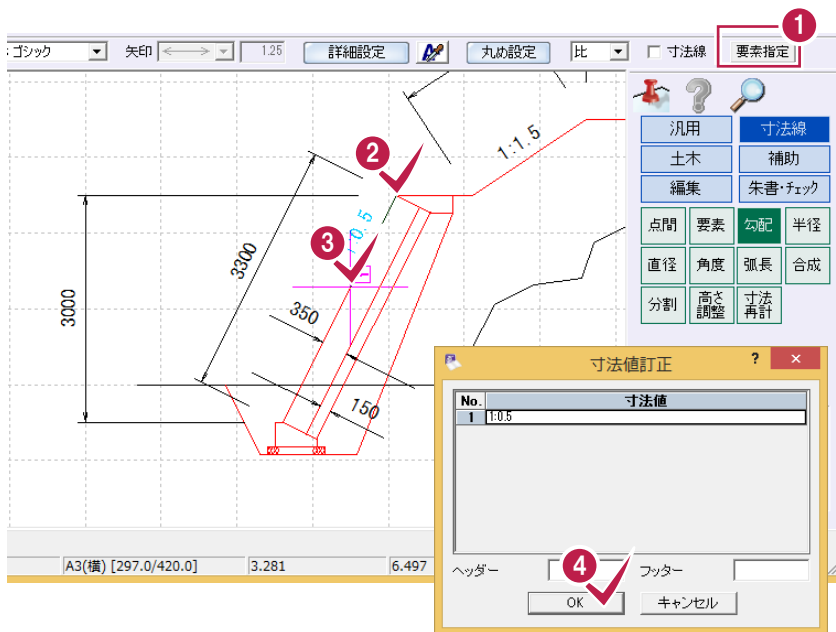 1
ゴシック 矢印 1.25 詳細設定 丸め設定 比 寸法線 要素指定
汎用 寸法線
土木 補助
編集 朱書・チェック
点間 要素 勾配 半径
直径 角度 弧長 合成
分割 高さ調整 寸法再計
2
1:1.5
1:0.5
3
3300
3000
350
150
寸法値訂正 ? ×
No. 寸法値
1 1:0.5
ヘッダー フッター
4
OK キャンセル
A3(横) [297.0/420.0] 3.281 6.497